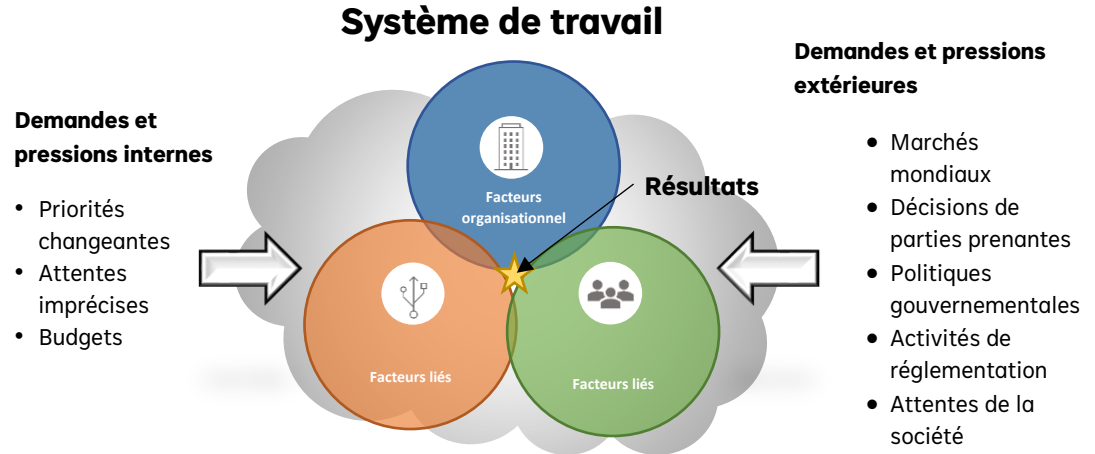 Système de travail
Demandes et
pressions internes
• Priorités
changeantes
• Attentes
imprécises
• Budgets
Facteurs
organisationnel
Résultats
Facteurs liés
Facteurs liés
Demandes et pressions
extérieures
• Marchés
mondiaux
• Décisions de
parties prenantes
• Politiques
gouvernementales
• Activités de
réglementation
• Attentes de la
société